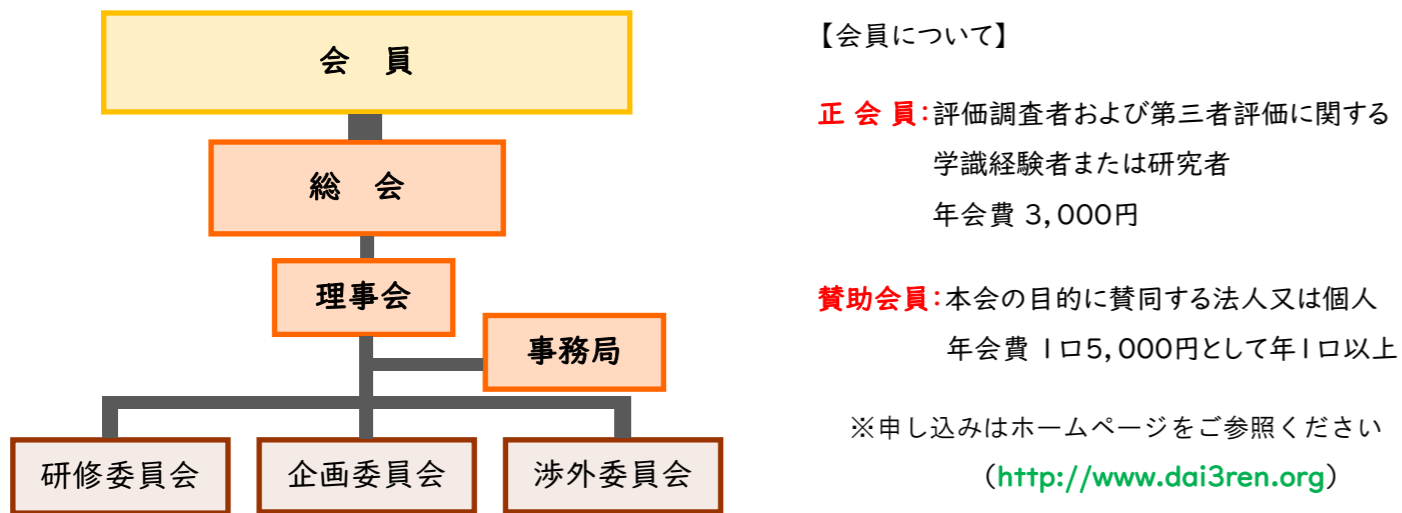 会　員
総　会
理事会
事務局
研修委員会
企画委員会
渉外委員会
【会員について】
正 会 員：評価調査者および第三者評価に関する
学識経験者または研究者
年会費 3,000円
賛助会員：本会の目的に賛同する法人又は個人
年会費 1口5,000円として年1口以上
※申し込みはホームページをご参照ください
（http://www.dai3ren.org）